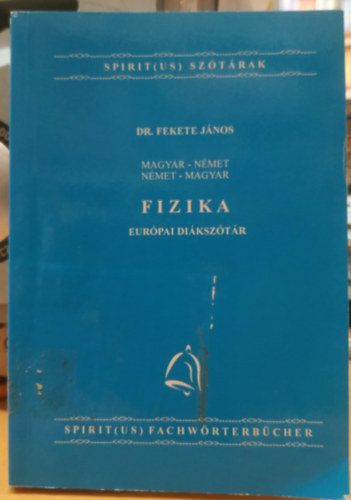 SPIRIT(US) SZÓTÁRAK
DR. FEKETE JÁNOS
MAGYAR - NÉMET
NÉMET - MAGYAR
FIZIKA
EURÓPAI DIÁKSZÓTÁR
SPIRIT(US) FACHWÖRTERBÜCHER